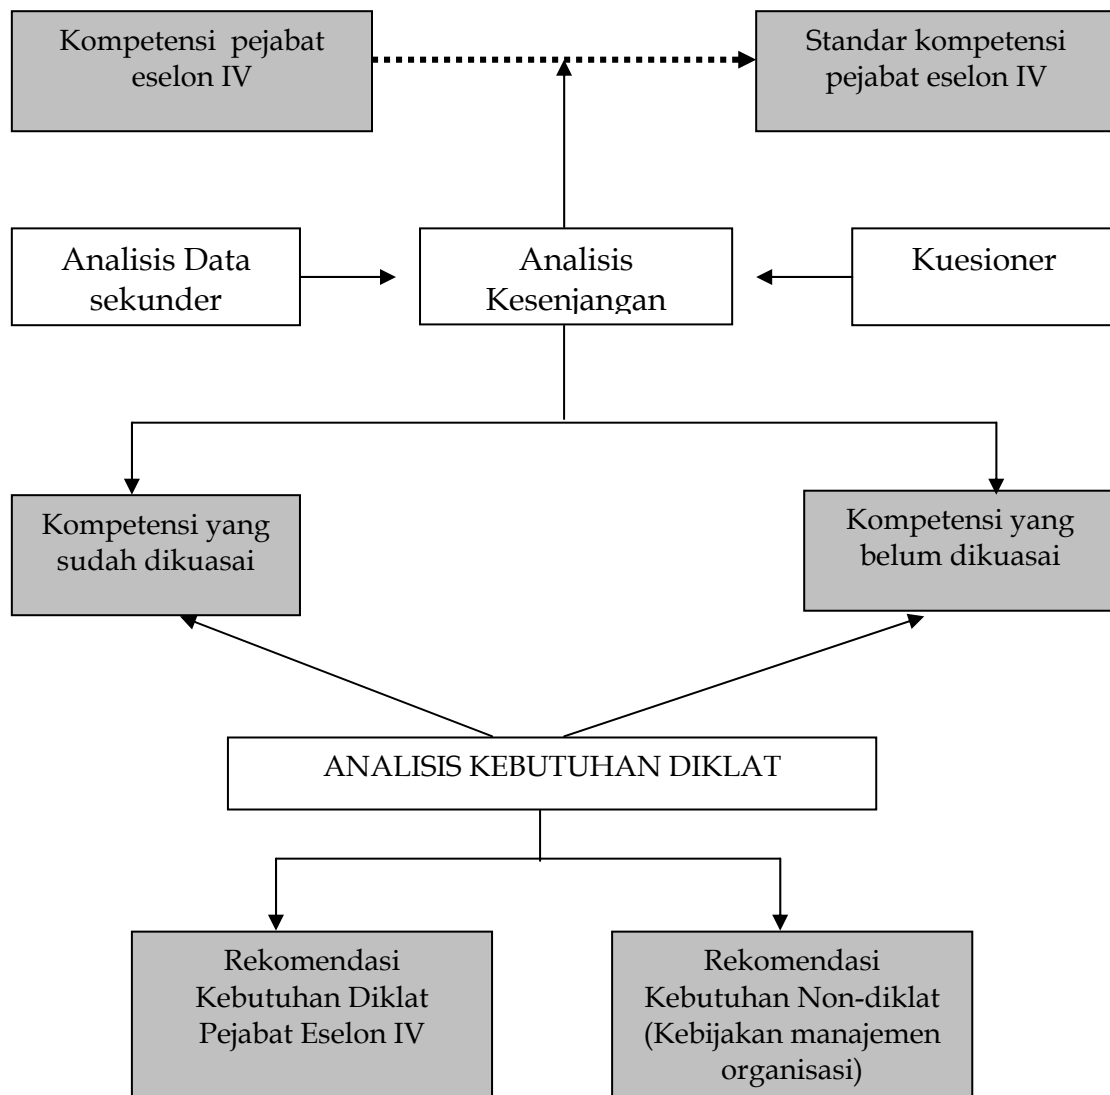 Kompetensi pejabat
eselon IV
Standar kompetensi
pejabat eselon IV
Analisis Data
sekunder
Analisis
Kesenjangan
Kuesioner
Kompetensi yang
sudah dikuasai
Kompetensi yang
belum dikuasai
ANALISIS KEBUTUHAN DIKLAT
Rekomendasi
Kebutuhan Diklat
Pejabat Eselon IV
Rekomendasi
Kebutuhan Non-diklat
(Kebijakan manajemen
organisasi)